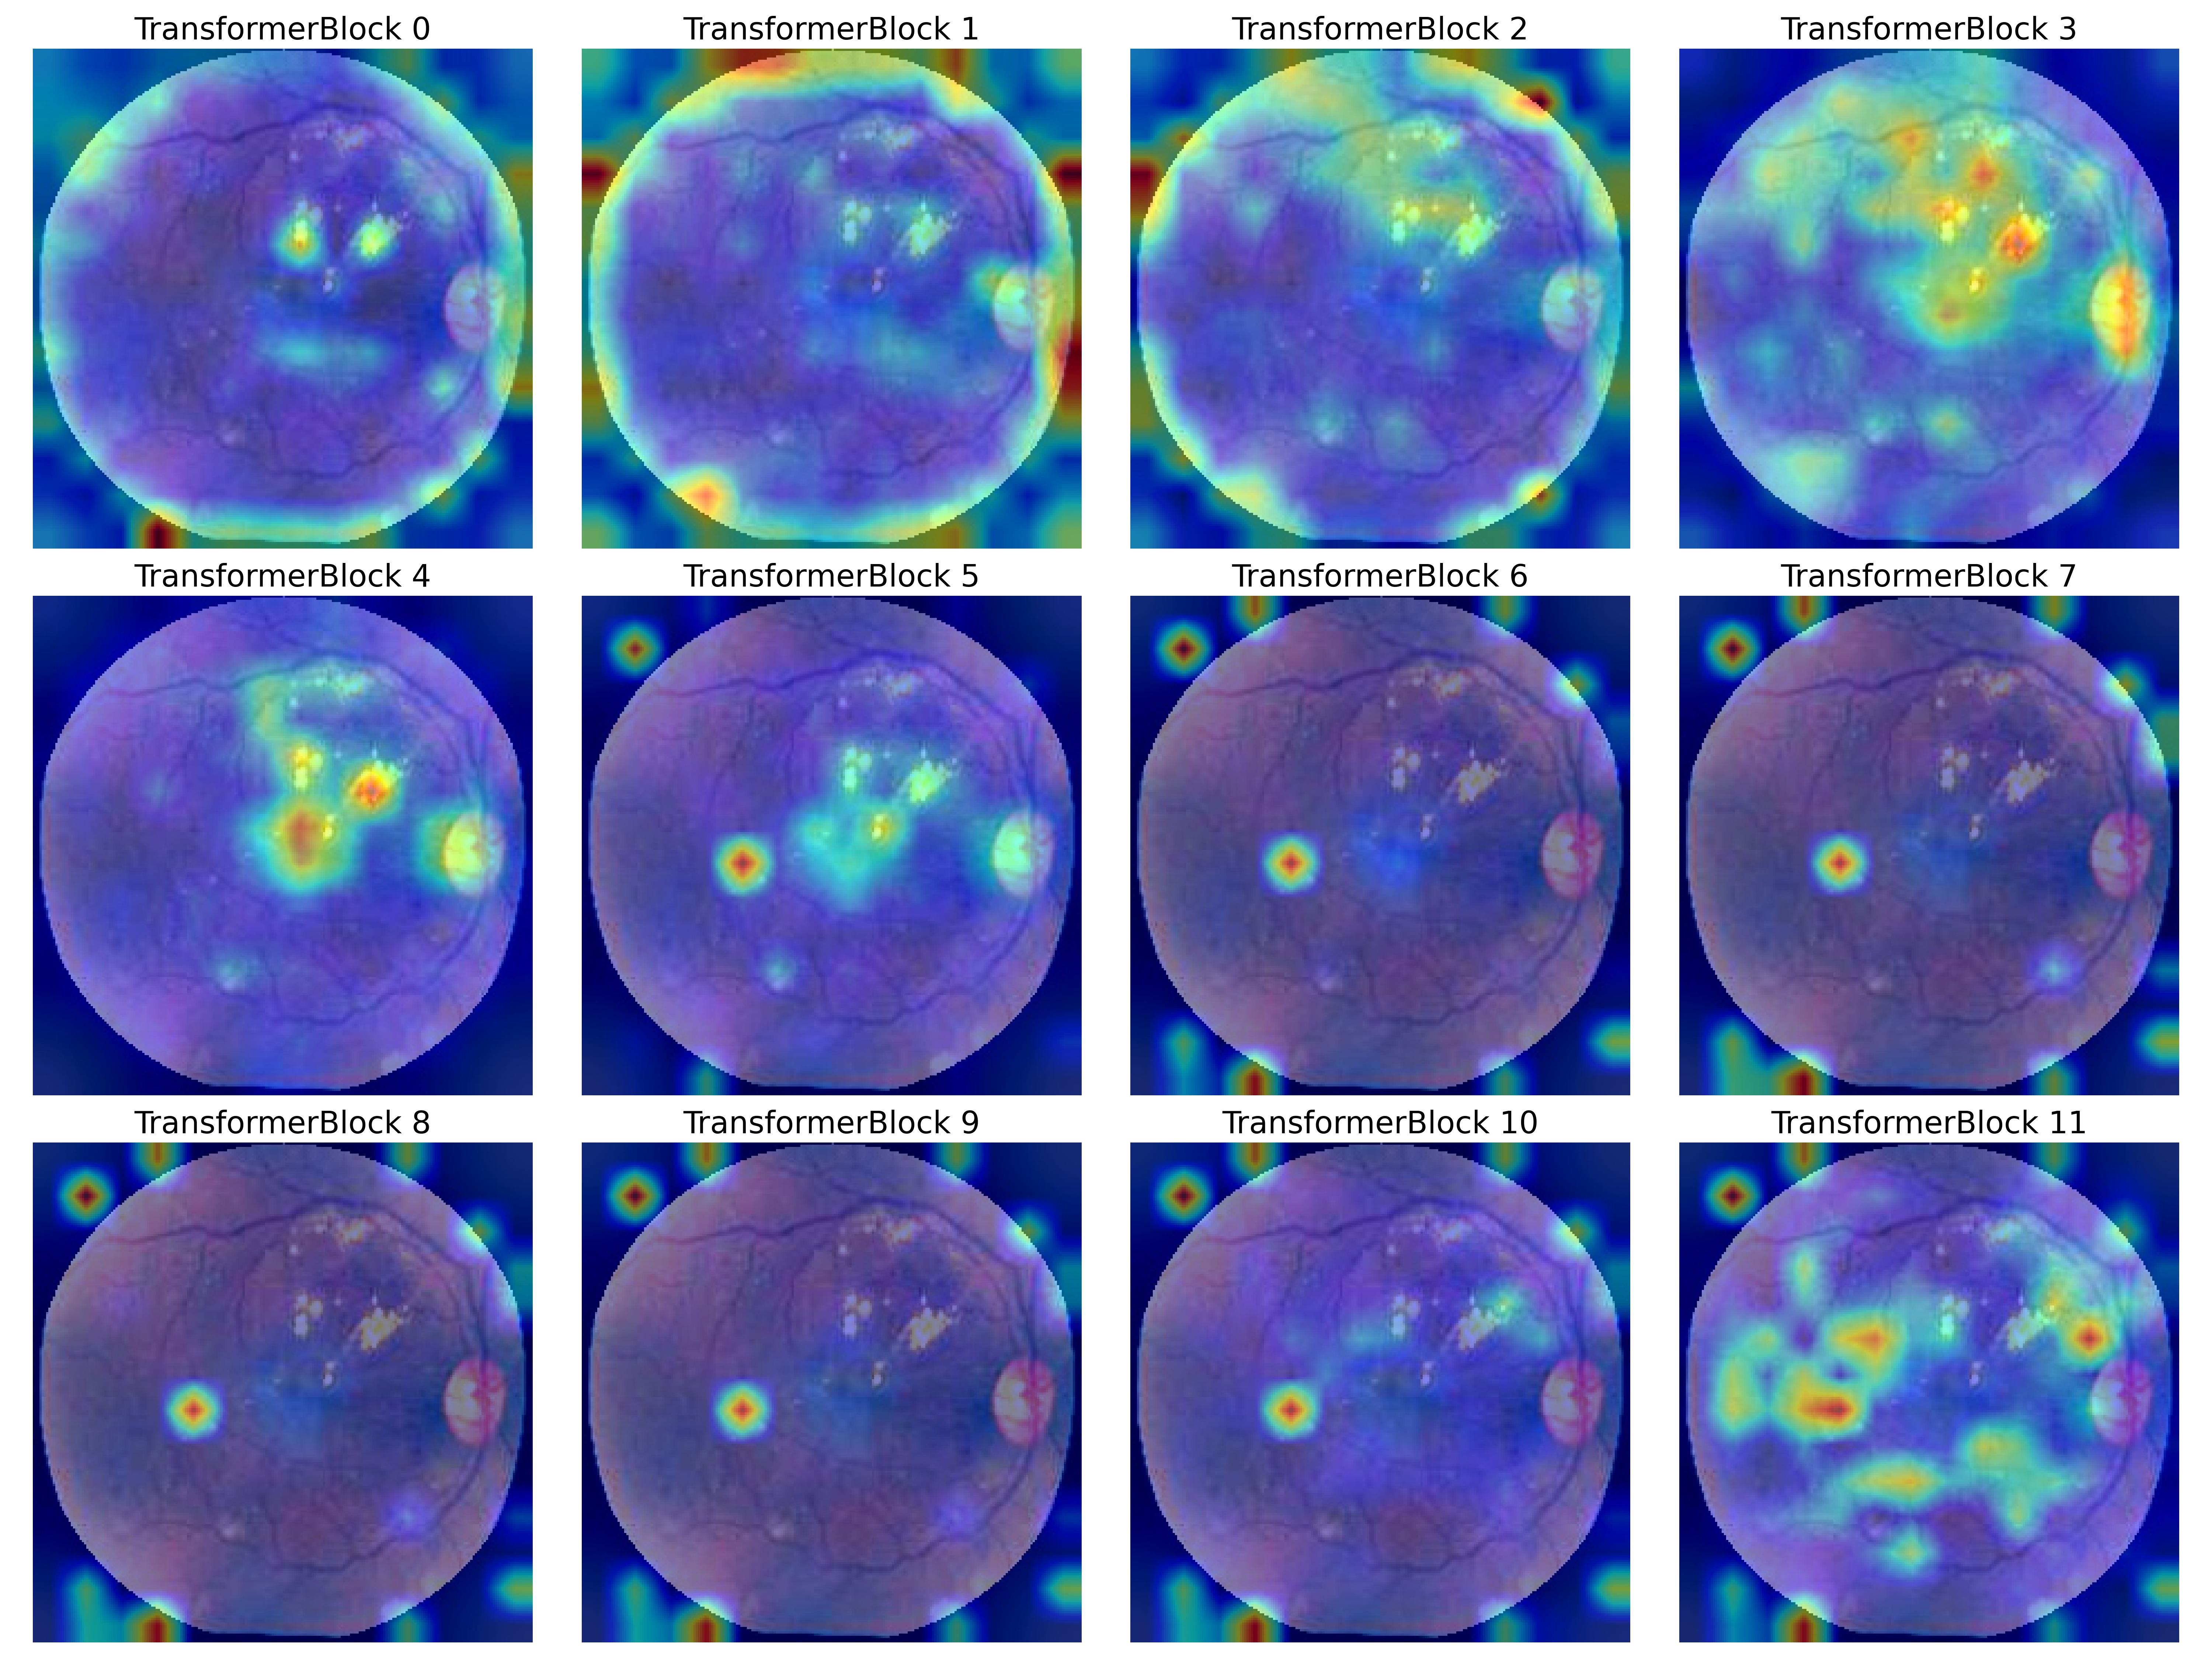 TransformerBlock 0
TransformerBlock 1
TransformerBlock 2
TransformerBlock 3
TransformerBlock 4
TransformerBlock 5
TransformerBlock 6
TransformerBlock 7
TransformerBlock 8
TransformerBlock 9
TransformerBlock 10
TransformerBlock 11